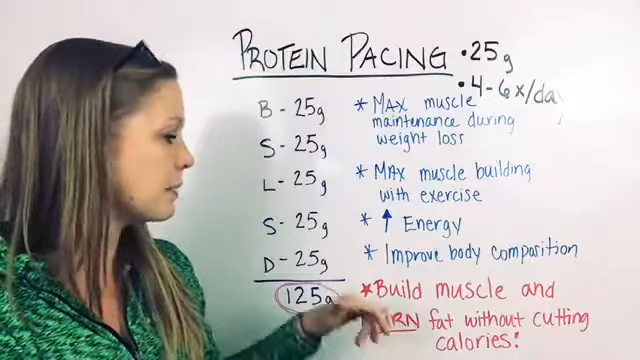 PROTEIN PACING
• 25g
• 4-6x/day
B - 25g
S - 25g
L - 25g
S - 25g
D - 25g
125g
* MAX muscle
maintenance during
weight loss
* MAX muscle building
with exercise
* ↑ Energy
* Improve body composition
* Build muscle and
fat without cutting
calories!